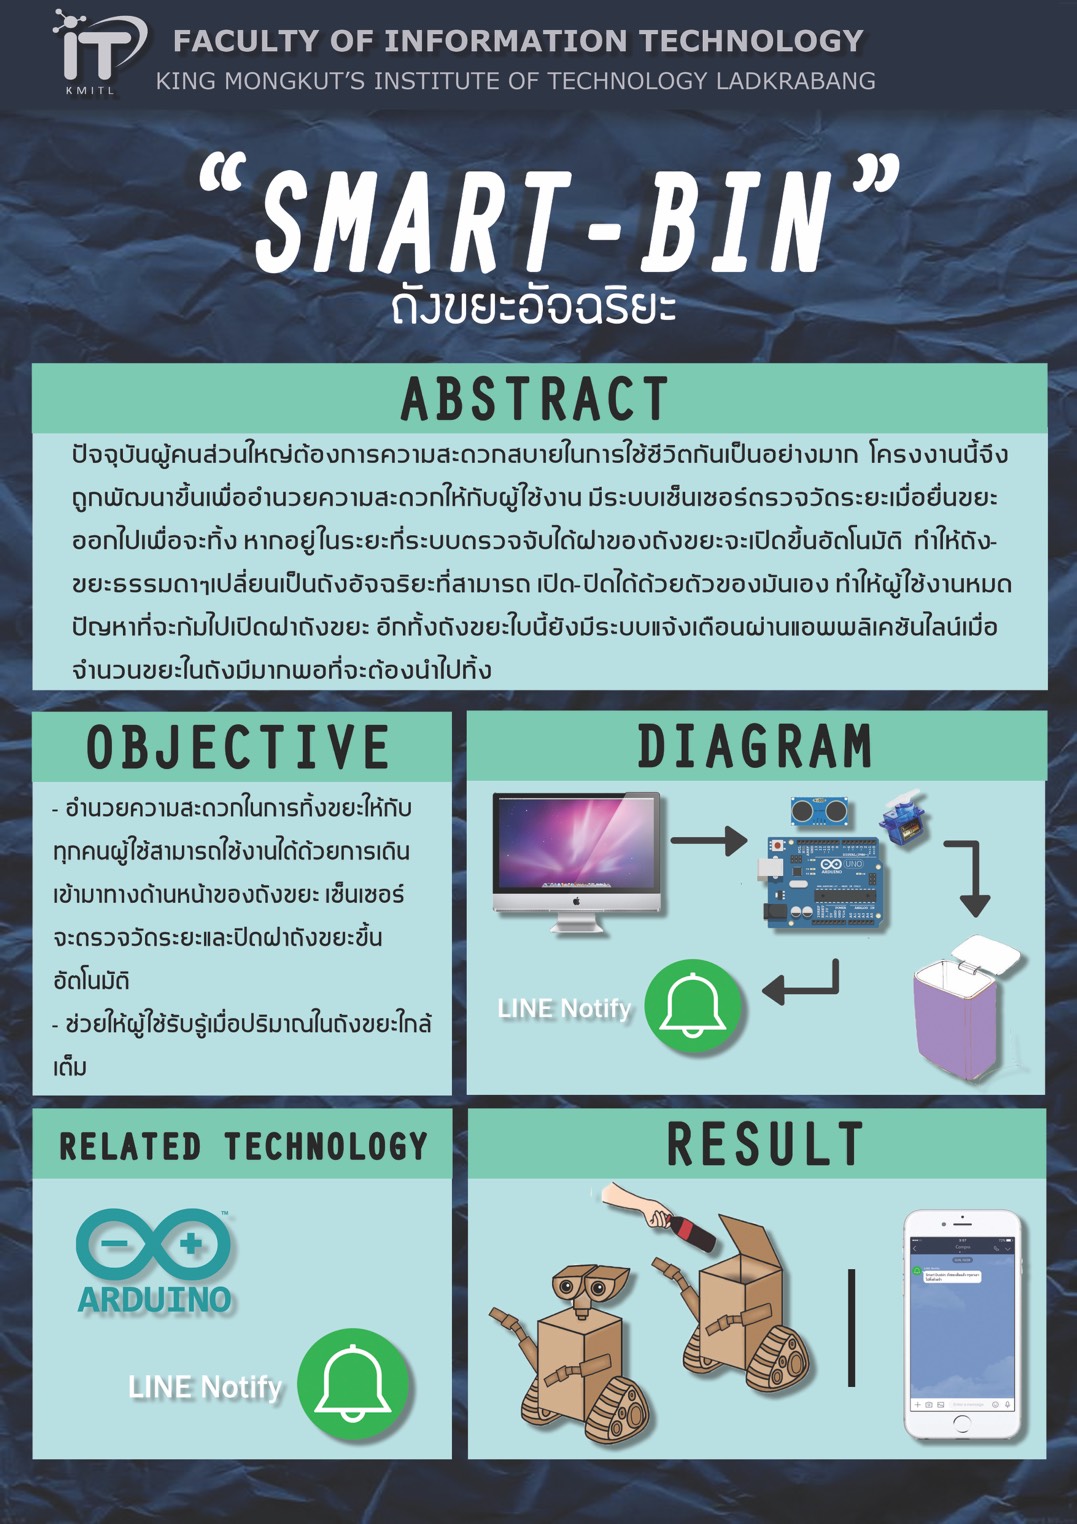 iT
KMITL
FACULTY OF INFORMATION TECHNOLOGY
KING MONGKUT'S INSTITUTE OF TECHNOLOGY LADKRABANG
“SMART-BIN”
ถังขยะอัจฉริยะ
ABSTRACT
ปัจจุบันผู้คนส่วนใหญ่ต้องการความสะดวกสบายในการใช้ชีวิตกันเป็นอย่างมาก โครงงานนี้จึง
ถูกพัฒนาขึ้นเพื่ออำนวยความสะดวกให้กับผู้ใช้งาน มีระบบเซ็นเซอร์ตรวจวัดระยะเมื่อยื่นขยะ
ออกไปเพื่อจะทิ้ง หากอยู่ในระยะที่ระบบตรวจจับได้ฝาของถังขยะจะเปิดขึ้นอัตโนมัติ ทำให้ถัง-
ขยะธรรมดาๆเปลี่ยนเป็นถังอัจฉริยะที่สามารถ เปิด-ปิดได้ด้วยตัวของมันเอง ทำให้ผู้ใช้งานหมด
ปัญหาที่จะก้มไปเปิดฝาถังขยะ อีกทั้งถังขยะใบนี้ยังมีระบบแจ้งเตือนผ่านแอพพลิเคชันไลน์เมื่อ
จำนวนขยะในถังมีมากพอที่จะต้องนำไปทิ้ง
OBJECTIVE
- อำนวยความสะดวกในการทิ้งขยะให้กับ
ทุกคนผู้ใช้สามารถใช้งานได้ด้วยการเดิน
เข้ามาทางด้านหน้าของถังขยะ เซ็นเซอร์
จะตรวจวัดระยะและปิดฝาถังขยะขึ้น
อัตโนมัติ
- ช่วยให้ผู้ใช้รับรู้เมื่อปริมาณในถังขยะใกล้
เต็ม
DIAGRAM
UNO
ARDUINO
LINE Notify
RELATED TECHNOLOGY
ARDUINO
TM
LINE Notify
RESULT